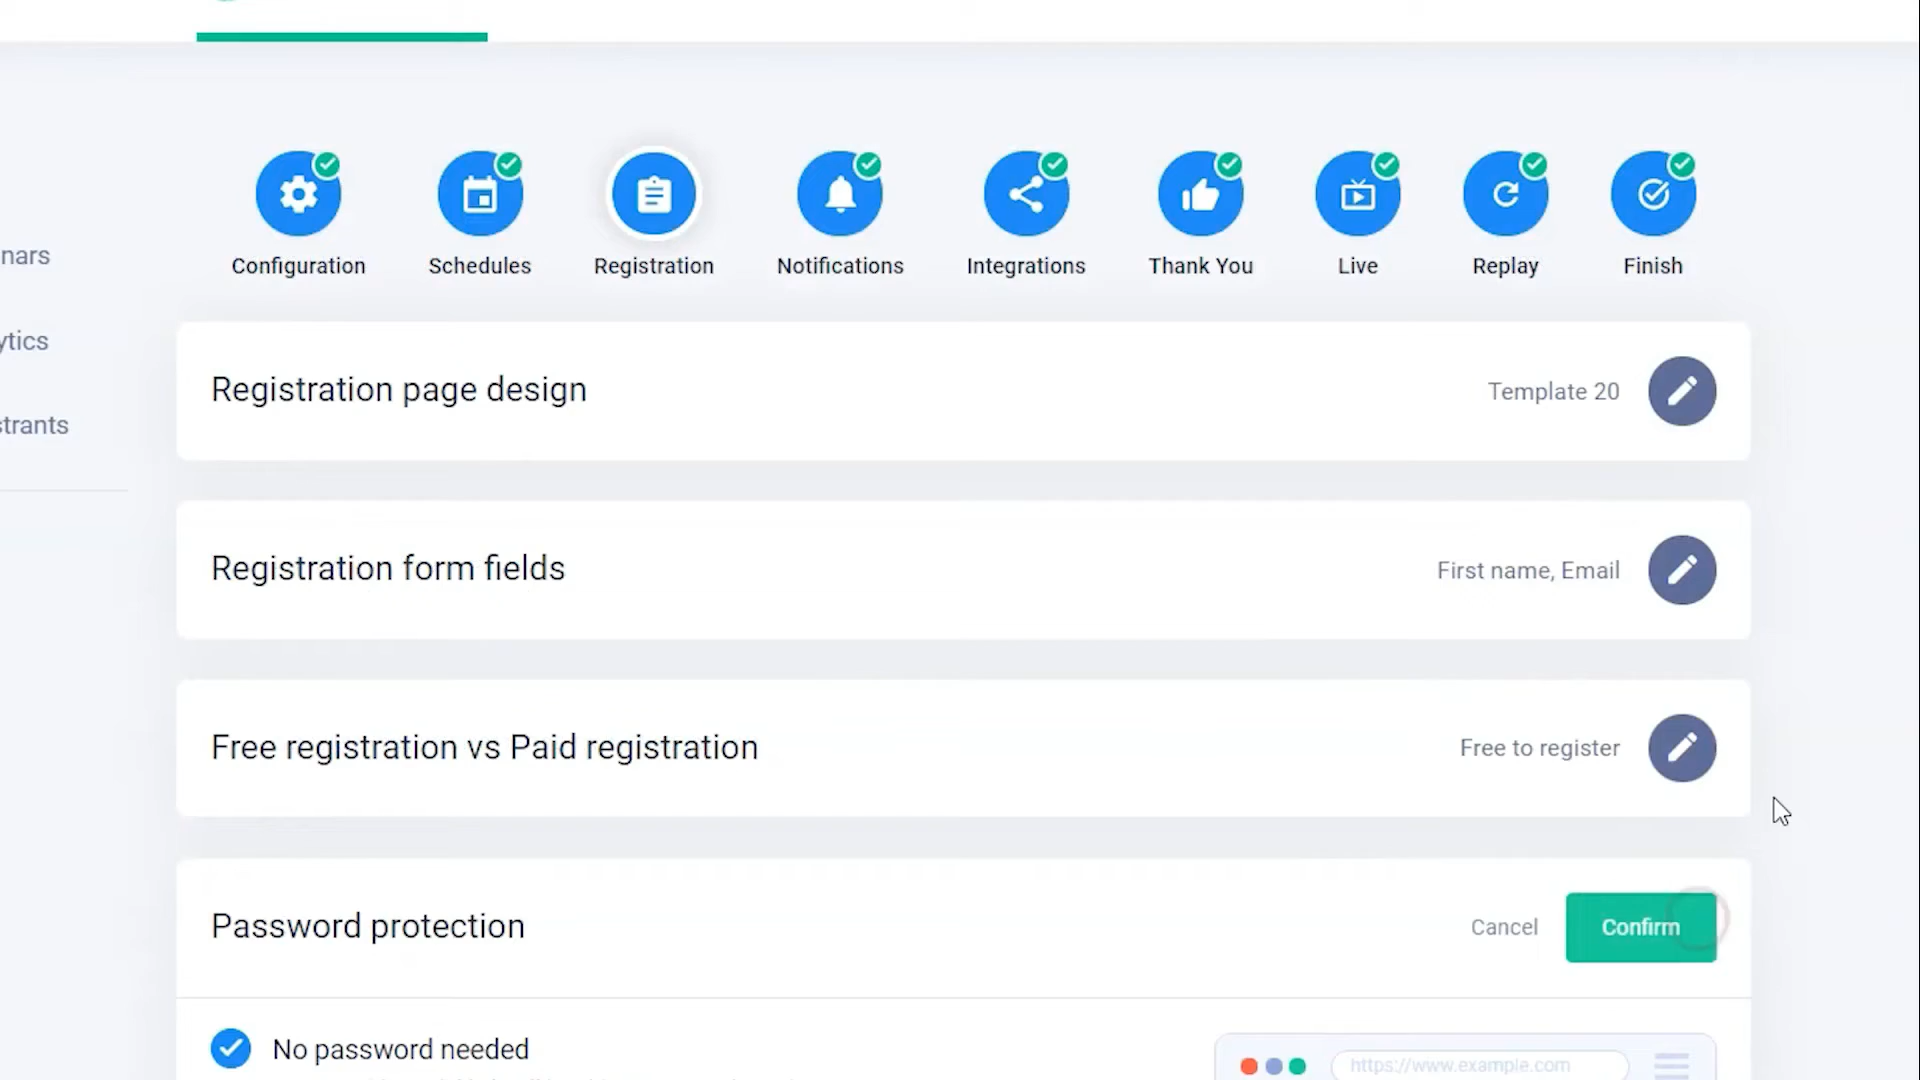 Configuration
Schedules
Registration
Notifications
Integrations
Thank You
Live
Replay
Finish
nars
ytics
strants
Registration page design
Template 20
Registration form fields
First name, Email
Free registration vs Paid registration
Free to register
Password protection
Cancel
Confirm
No password needed
https://www.example.com